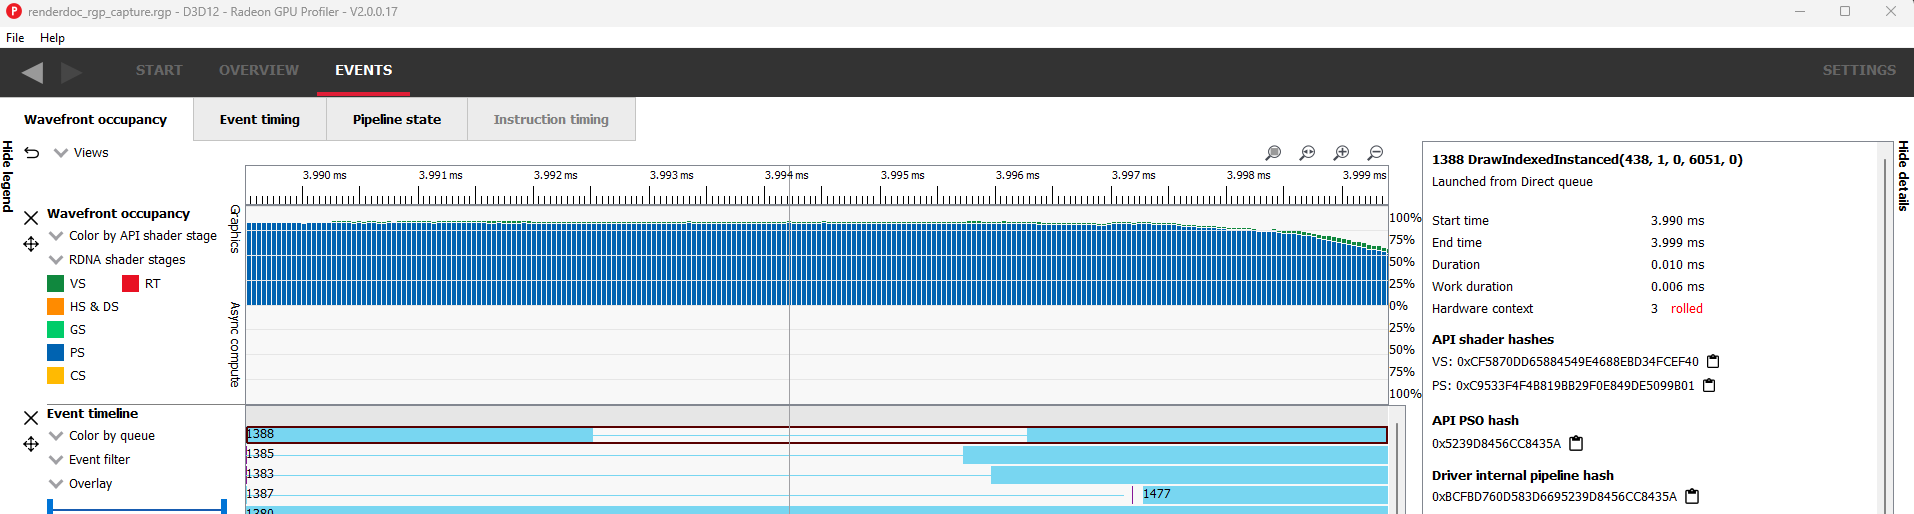 renderdoc_rgp_capture.rgp - D3D12 - Radeon GPU Profiler - V2.0.0.17
File Help
START OVERVIEW EVENTS SETTINGS
Wavefront occupancy Event timing Pipeline state Instruction timing
Hide legend
Views
3.990 ms 3.991 ms 3.992 ms 3.993 ms 3.994 ms 3.995 ms 3.996 ms 3.997 ms 3.998 ms 3.999 ms
Wavefront occupancy
Color by API shader stage
RDNA shader stages
VS RT
HS & DS
GS
PS
CS
Graphics
Async compute
100%
75%
50%
25%
0%
25%
50%
75%
100%
Event timeline
Color by queue
Event filter
Overlay
1388
1385
1383
1387 1477
1380
1388 DrawIndexedInstanced(438, 1, 0, 6051, 0)
Launched from Direct queue
Start time 3.990 ms
End time 3.999 ms
Duration 0.010 ms
Work duration 0.006 ms
Hardware context 3 rolled
API shader hashes
VS: 0xCF5870DD65884549E4688EBD34FCEF40
PS: 0xC9533F4F4B819BB29F0E849DE5099B01
API PSO hash
0x5239D8456CC8435A
Driver internal pipeline hash
0xBCFBD760D583D6695239D8456CC8435A
Hide details